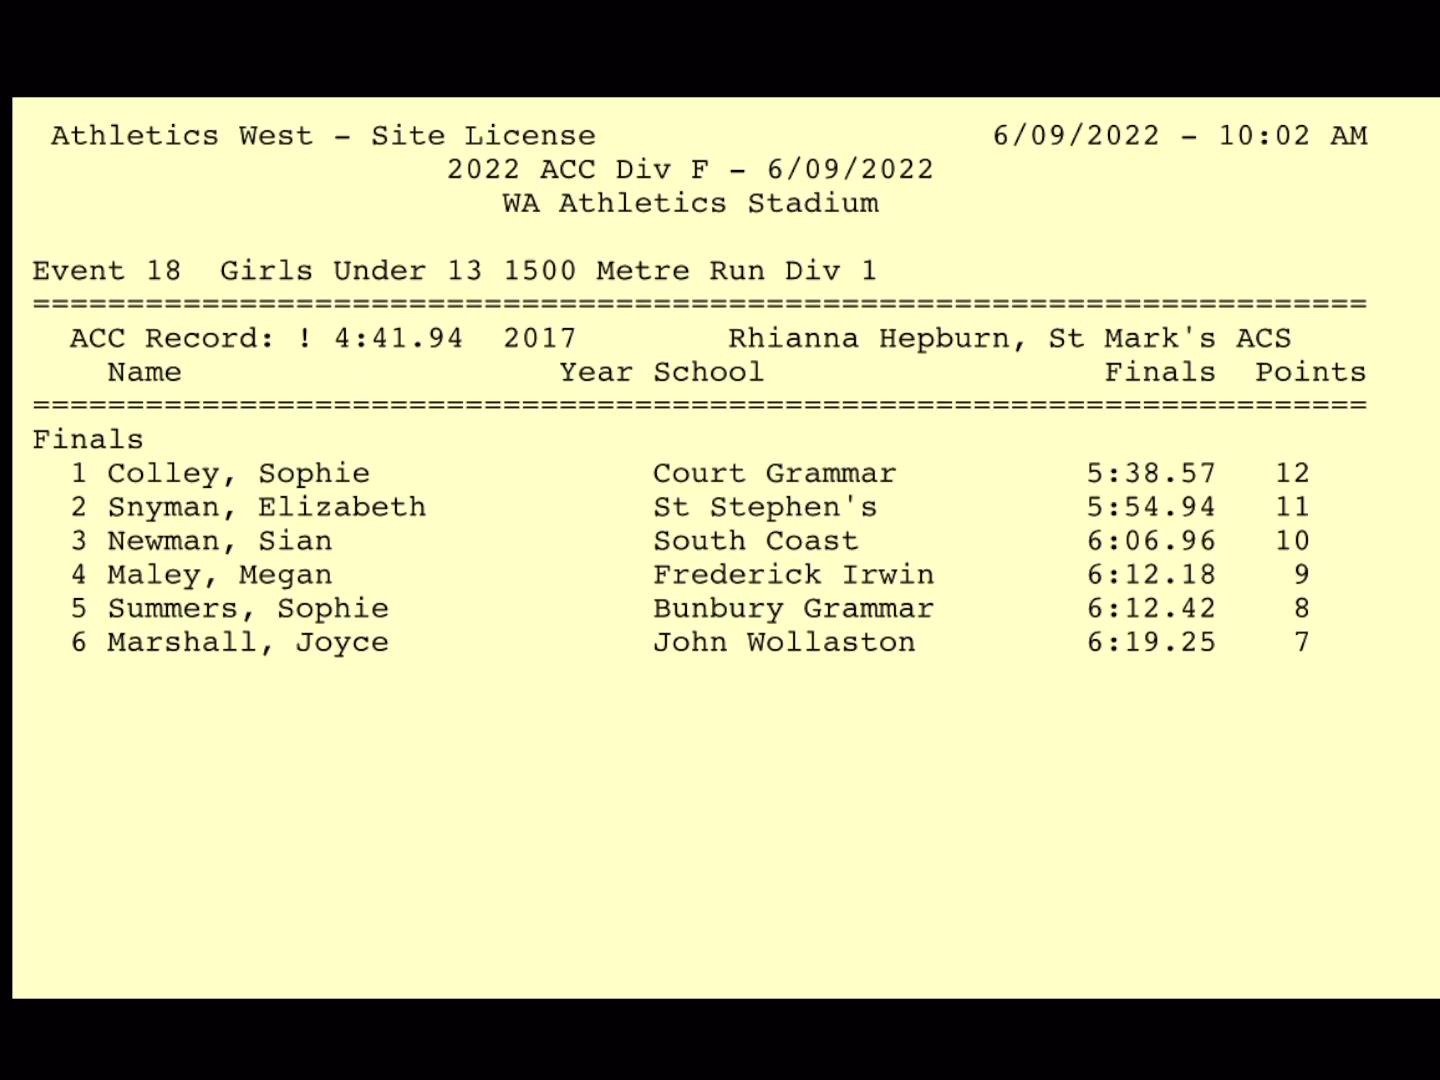 Athletics West - Site License 6/09/2022 - 10:02 AM
2022 ACC Div F - 6/09/2022
WA Athletics Stadium
Event 18 Girls Under 13 1500 Metre Run Div 1
=======================================================================
ACC Record: ! 4:41.94 2017 Rhianna Hepburn, St Mark's ACS
Name Year School Finals Points
=======================================================================
Finals
1 Colley, Sophie Court Grammar 5:38.57 12
2 Snyman, Elizabeth St Stephen's 5:54.94 11
3 Newman, Sian South Coast 6:06.96 10
4 Maley, Megan Frederick Irwin 6:12.18 9
5 Summers, Sophie Bunbury Grammar 6:12.42 8
6 Marshall, Joyce John Wollaston 6:19.25 7